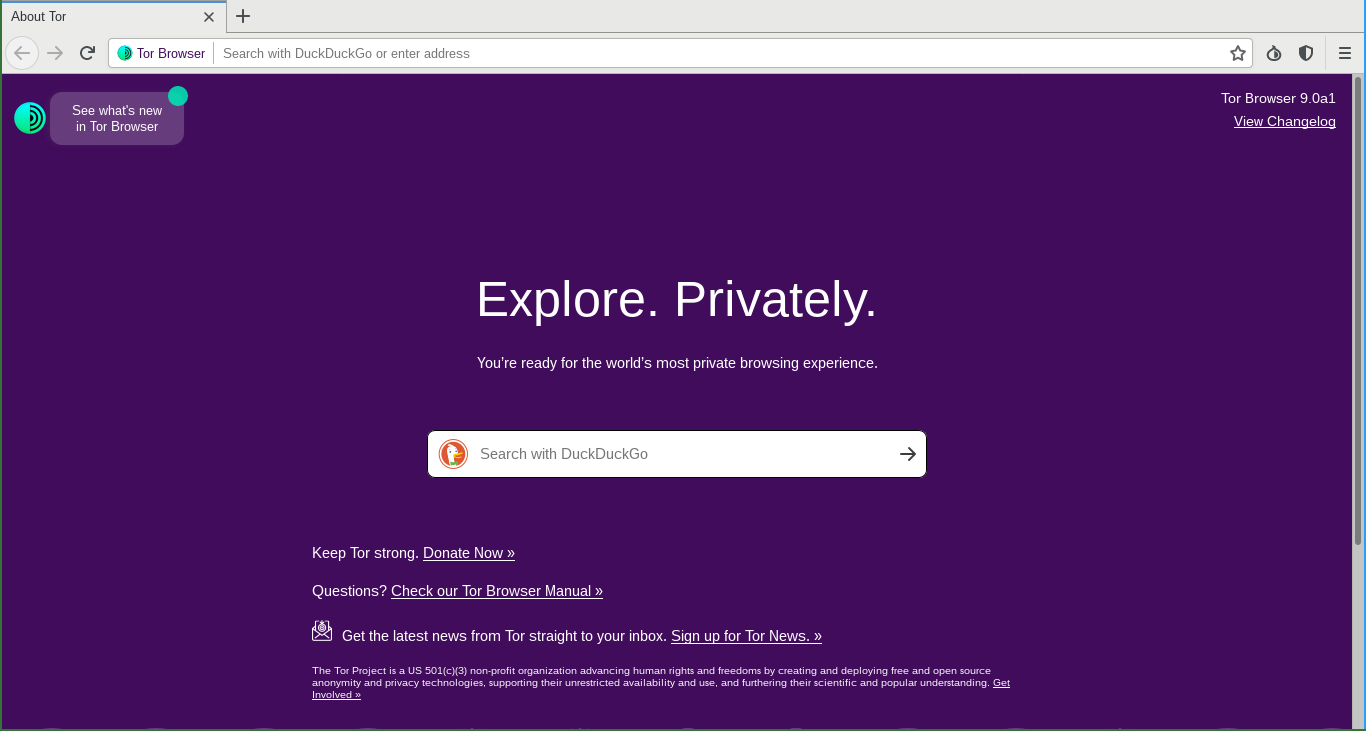 About Tor
Tor Browser
Search with DuckDuckGo or enter address
See what's new
in Tor Browser
Tor Browser 9.0a1
View Changelog
Explore. Privately.
You’re ready for the world’s most private browsing experience.
Search with DuckDuckGo
Keep Tor strong. Donate Now »
Questions? Check our Tor Browser Manual »
Get the latest news from Tor straight to your inbox. Sign up for Tor News. »
The Tor Project is a US 501(c)(3) non-profit organization advancing human rights and freedoms by creating and deploying free and open source
anonymity and privacy technologies, supporting their unrestricted availability and use, and furthering their scientific and popular understanding. Get
Involved »